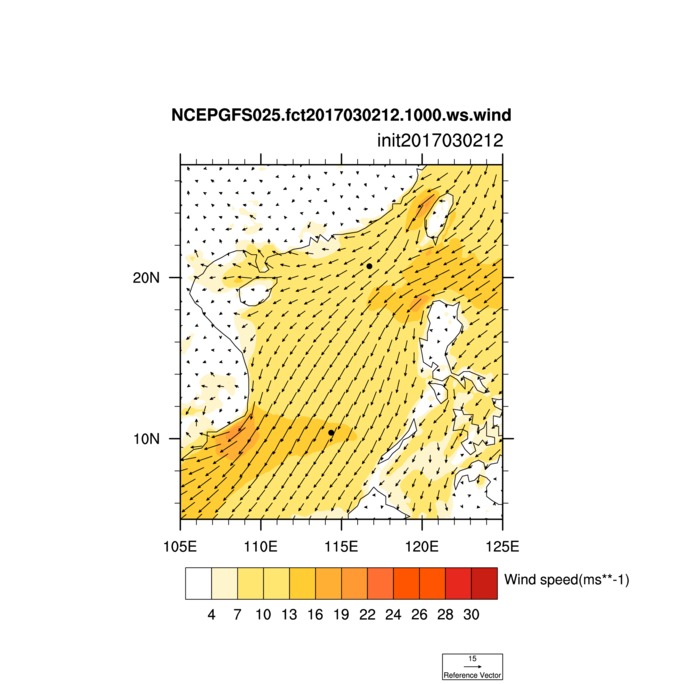 NCEPGFS025.fct2017030212.1000.ws.wind
init2017030212
20N
10N
105E 110E 115E 120E 125E
Wind speed(ms**-1)
4 7 10 13 16 19 22 24 26 28 30
15
Reference Vector